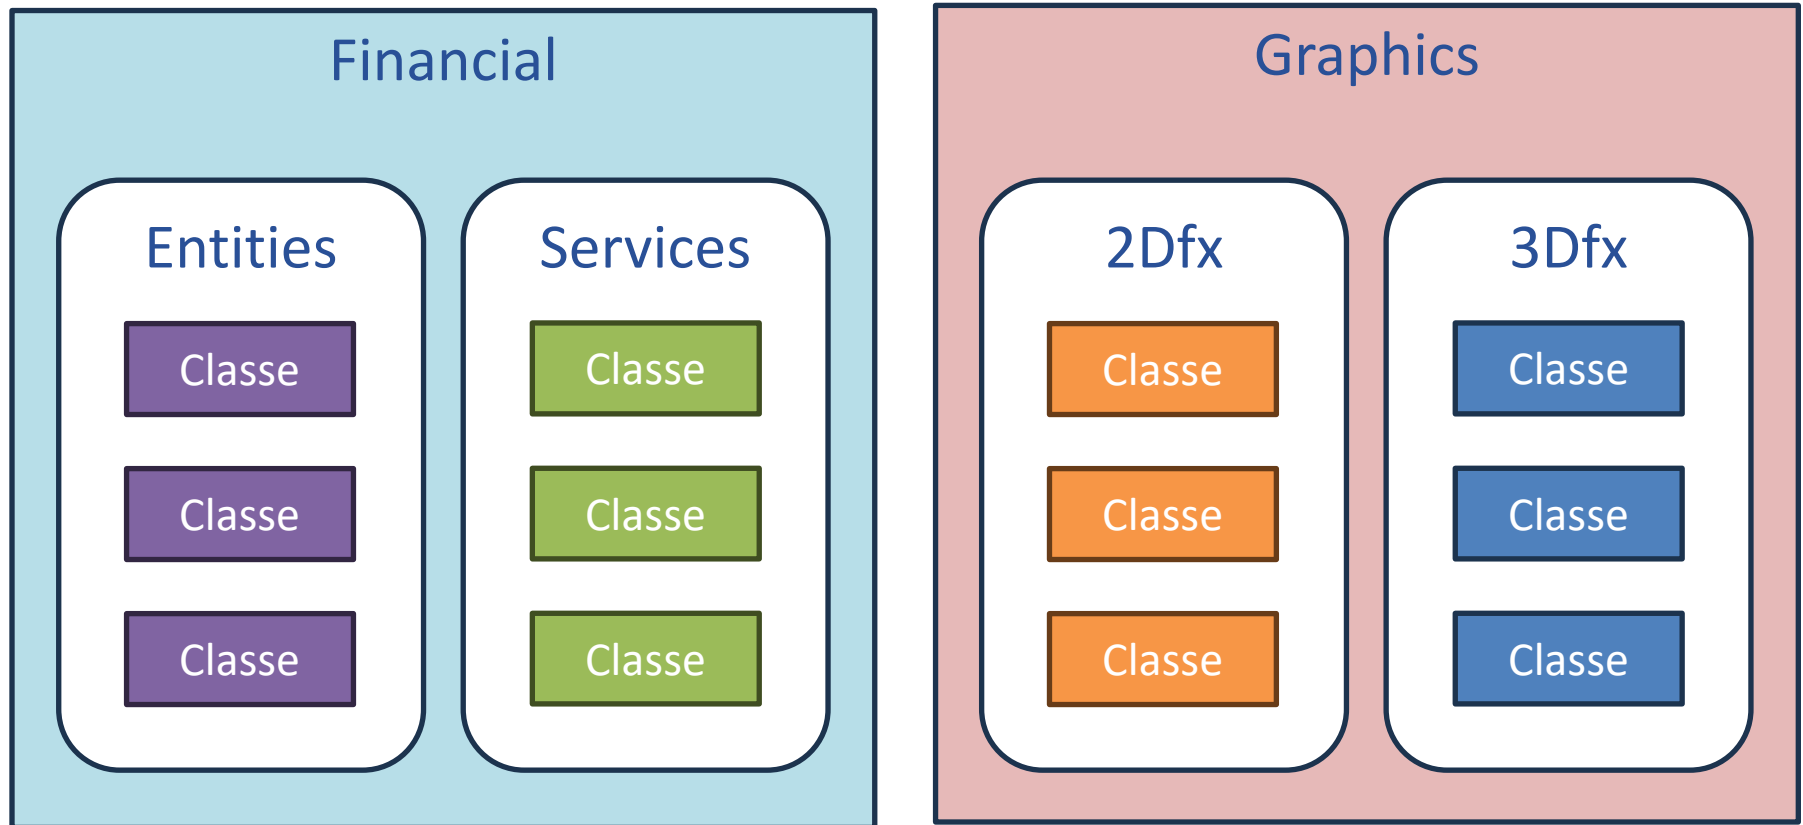 Financial
Entities
Classe
Classe
Classe
Services
Classe
Classe
Classe
Graphics
2Dfx
Classe
Classe
Classe
3Dfx
Classe
Classe
Classe